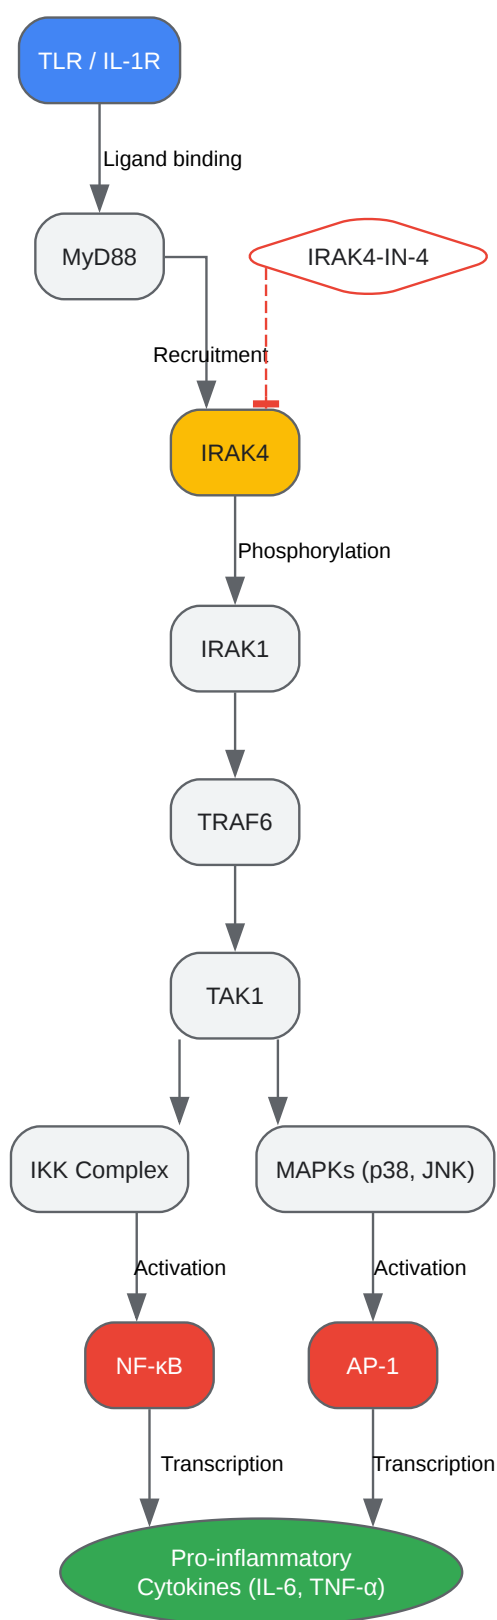 TLR / IL-1R
Ligand binding
MyD88
IRAK4-IN-4
Recruitment
IRAK4
Phosphorylation
IRAK1
TRAF6
TAK1
IKK Complex
MAPKs (p38, JNK)
Activation
Activation
NF-κB
AP-1
Transcription
Transcription
Pro-inflammatory
Cytokines (IL-6, TNF-α)